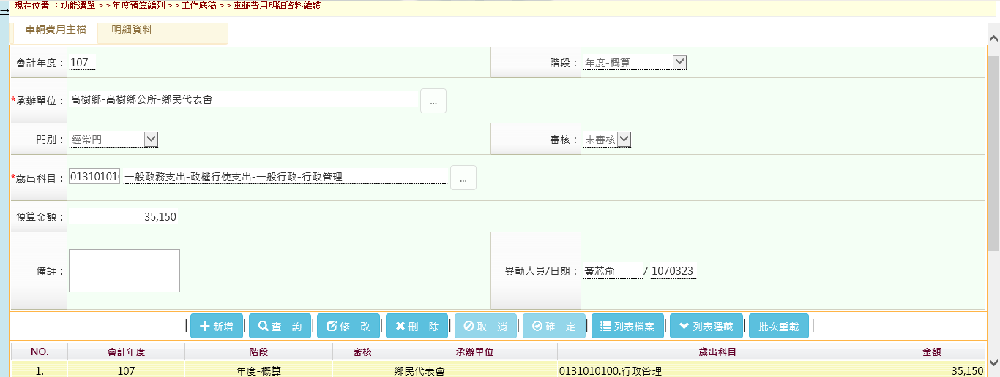 現在位置 ：功能選單 >> 年度預算編列 >> 工作底稿 >> 車輛費用明細資料維護
車輛費用主檔 明細資料
會計年度： 107 階段： 年度-概算
*承辦單位： 高樹鄉-高樹鄉公所-鄉民代表會 ...
門別： 經常門 審核： 未審核
*歲出科目： 013101010 一般政務支出-政權行使支出-一般行政-行政管理 ...
預算金額： 35,150
備註： 異動人員/日期： 黃芯俞 / 1070323
| 新增 | 查 詢 | 修 改 | 刪 除 | 取 消 | 確 定 | 列表檔案 | 列表隱藏 | 批次重載 |
NO. 會計年度 階段 審核 承辦單位 歲出科目 金額
1. 107 年度-概算 鄉民代表會 0131010100.行政管理 35,150